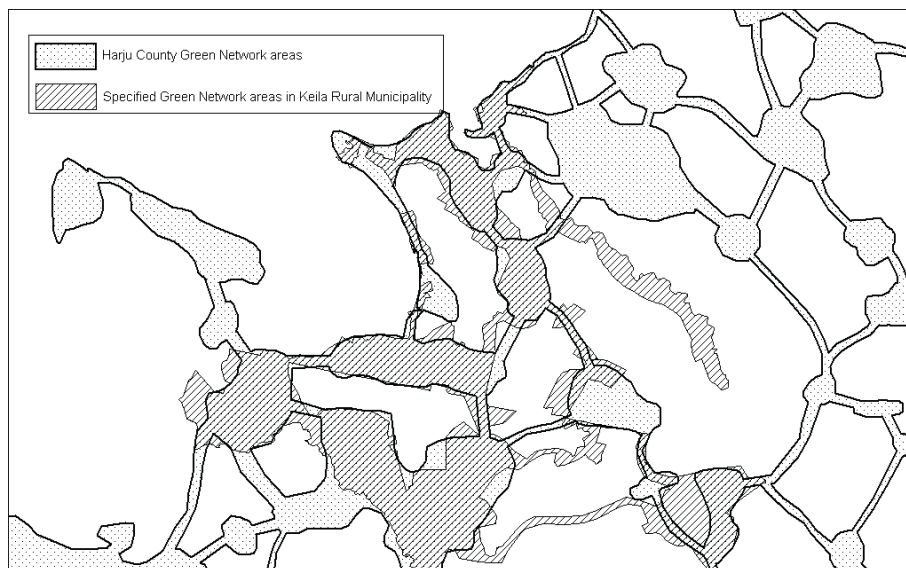 Harju County Green Network areas
Specified Green Network areas in Keila Rural Municipality